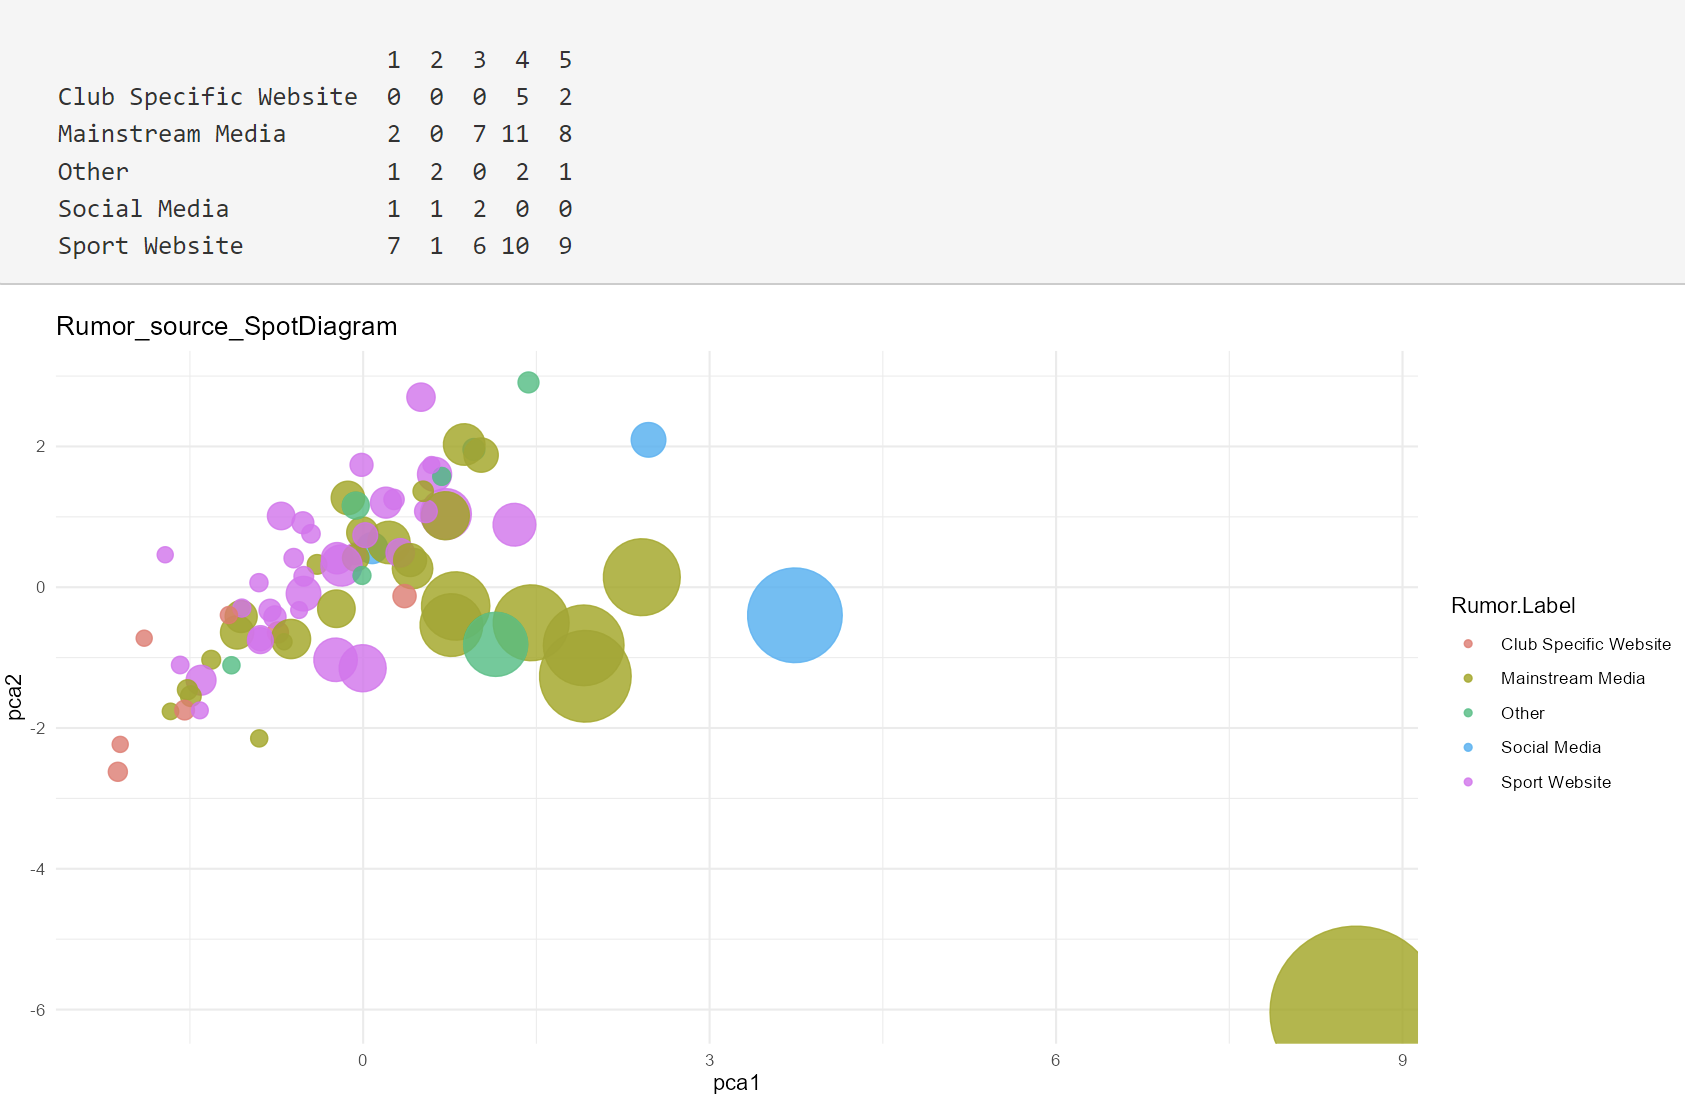 1 2 3 4 5
Club Specific Website 0 0 0 5 2
Mainstream Media 2 0 7 11 8
Other 1 2 0 2 1
Social Media 1 1 2 0 0
Sport Website 7 1 6 10 9
Rumor_source_SpotDiagram
2
0
-2
-4
-6
pca2
0 3 6 9
pca1
Rumor.Label
Club Specific Website
Mainstream Media
Other
Social Media
Sport Website